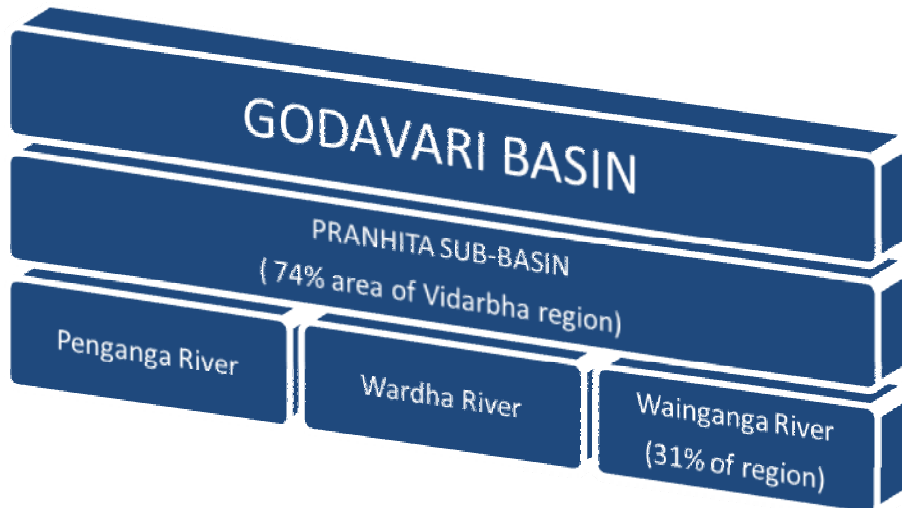 GODAVARI BASIN
PRANHITA SUB-BASIN
( 74% area of Vidarbha region)
Penganga River
Wardha River
Wainganga River
(31% of region)